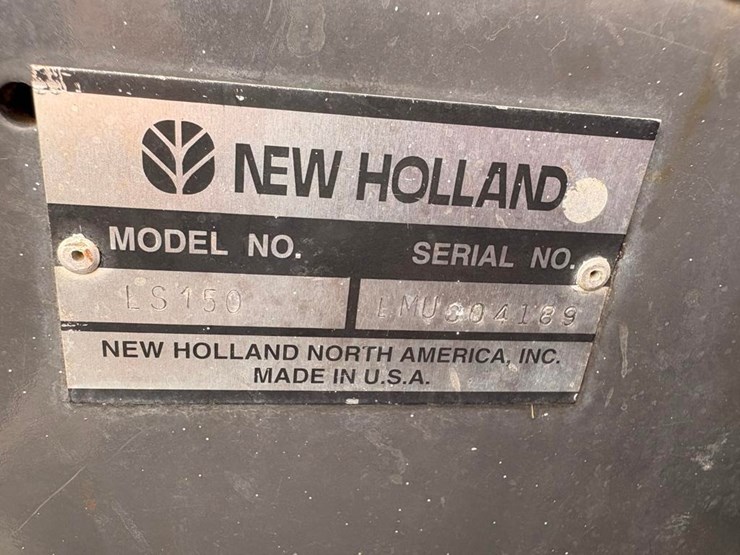 NEW HOLLAND
MODEL NO. SERIAL NO.
LS150 LMU004189
NEW HOLLAND NORTH AMERICA, INC.
MADE IN U.S.A.